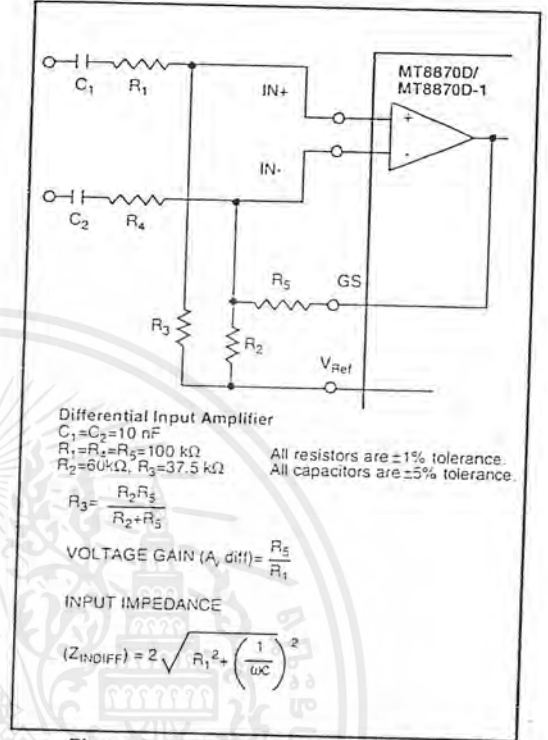 MT8870D/
MT8870D-1
C₁
R₁
IN+
+
-
IN-
C₂
R₄
R₅
GS
R₃
R₂
V_Ref
Differential Input Amplifier
C₁=C₂=10 nF
R₁=R₄=R₅=100 kΩ
All resistors are ±1% tolerance.
R₂=60kΩ, R₃=37.5 kΩ
All capacitors are ±5% tolerance.
R₃= R₂R₅ / R₂+R₅
VOLTAGE GAIN (Aᵥ diff)= R₅ / R₁
INPUT IMPEDANCE
(Z_INDIFF) = 2 √ R₁² + (1 / ωc) ²